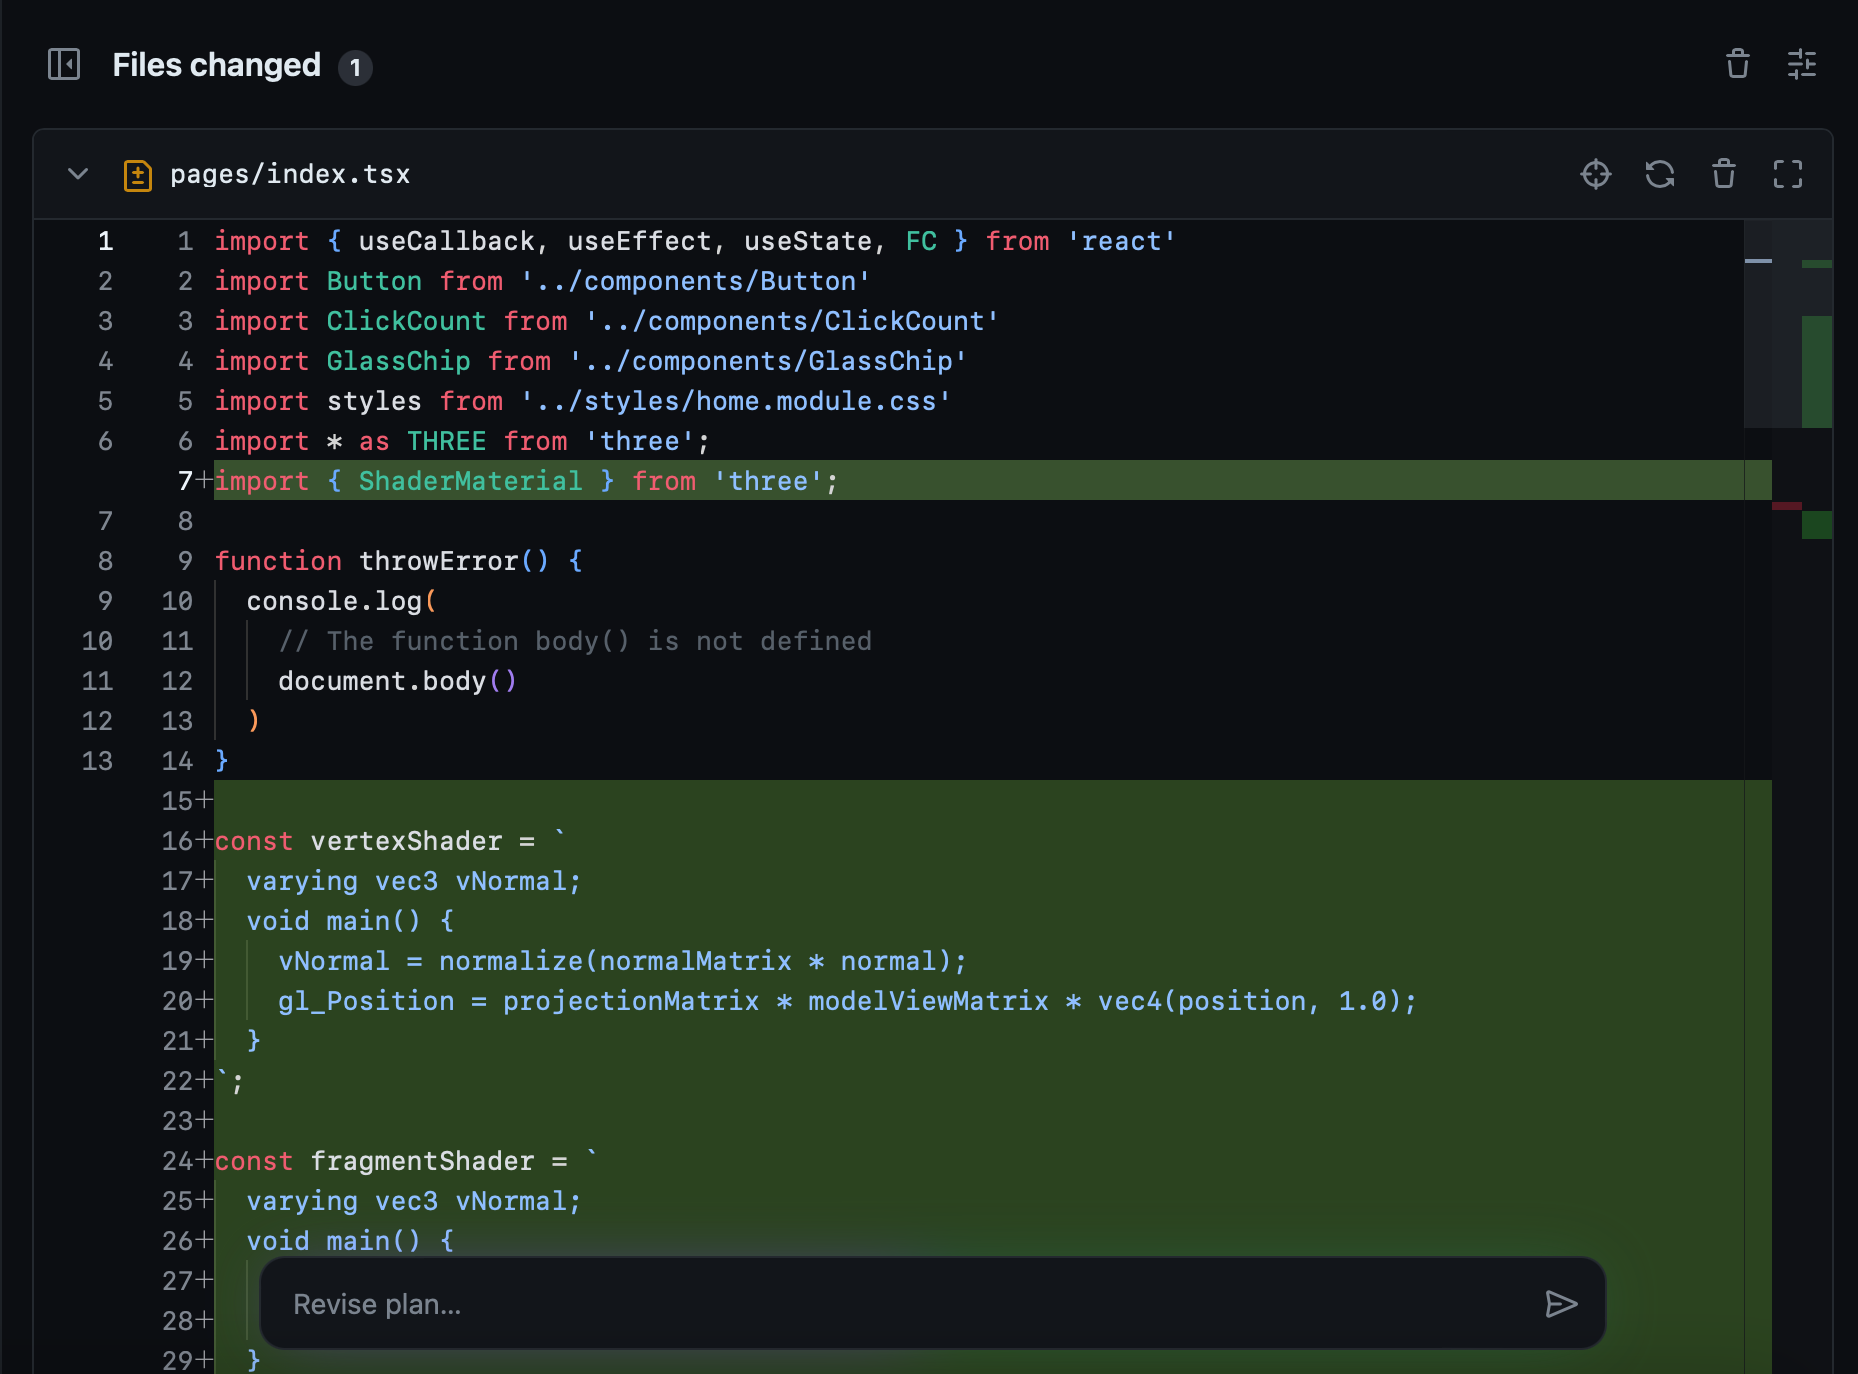 Files changed 1
pages/index.tsx
1 1 import { useCallback, useEffect, useState, FC } from 'react'
2 2 import Button from '../components/Button'
3 3 import ClickCount from '../components/ClickCount'
4 4 import GlassChip from '../components/GlassChip'
5 5 import styles from '../styles/home.module.css'
6 6 import * as THREE from 'three';
7+import { ShaderMaterial } from 'three';
7 8
8 9 function throwError() {
9 10 console.log(
10 11 // The function body() is not defined
11 12 document.body()
12 13 )
13 14 }
15+
16+const vertexShader = `
17+ varying vec3 vNormal;
18+ void main() {
19+ vNormal = normalize(normalMatrix * normal);
20+ gl_Position = projectionMatrix * modelViewMatrix * vec4(position, 1.0);
21+ }
22+`;
23+
24+const fragmentShader = `
25+ varying vec3 vNormal;
26+ void main() {
27+
Revise plan...
28+
29+ }